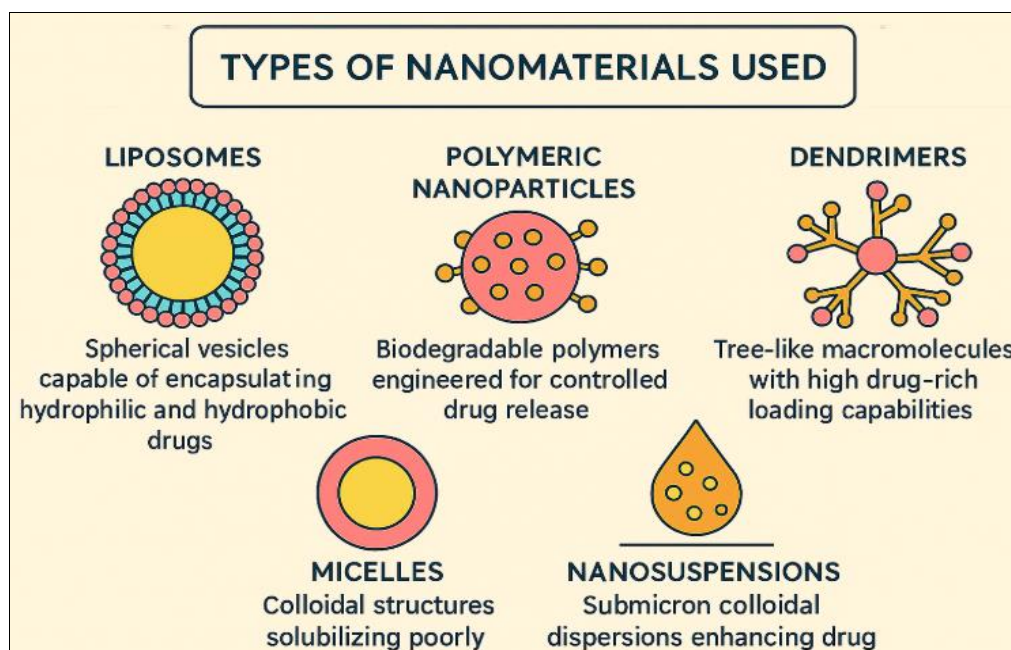 TYPES OF NANOMATERIALS USED
LIPOSOMES
Spherical vesicles
capable of encapsulating
hydrophilic and hydrophobic
drugs
POLYMERIC
NANOPARTICLES
Biodegradable polymers
engineered for controlled
drug release
DENDRIMERS
Tree-like macromolecules
with high drug-rich
loading capabilities
MICELLES
Colloidal structures
solubilizing poorly
NANOSUSPENSIONS
Submicron colloidal
dispersions enhancing drug